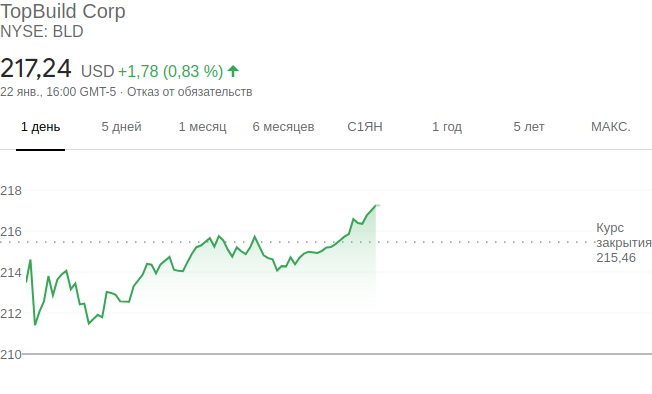 TopBuild Corp
NYSE: BLD
217,24 USD +1,78 (0,83 %)
22 янв., 16:00 GMT-5 · Отказ от обязательств
1 день 5 дней 1 месяц 6 месяцев С1ЯН 1 год 5 лет МАКС.
218
216
214
212
210
Курс
закрытия
215,46